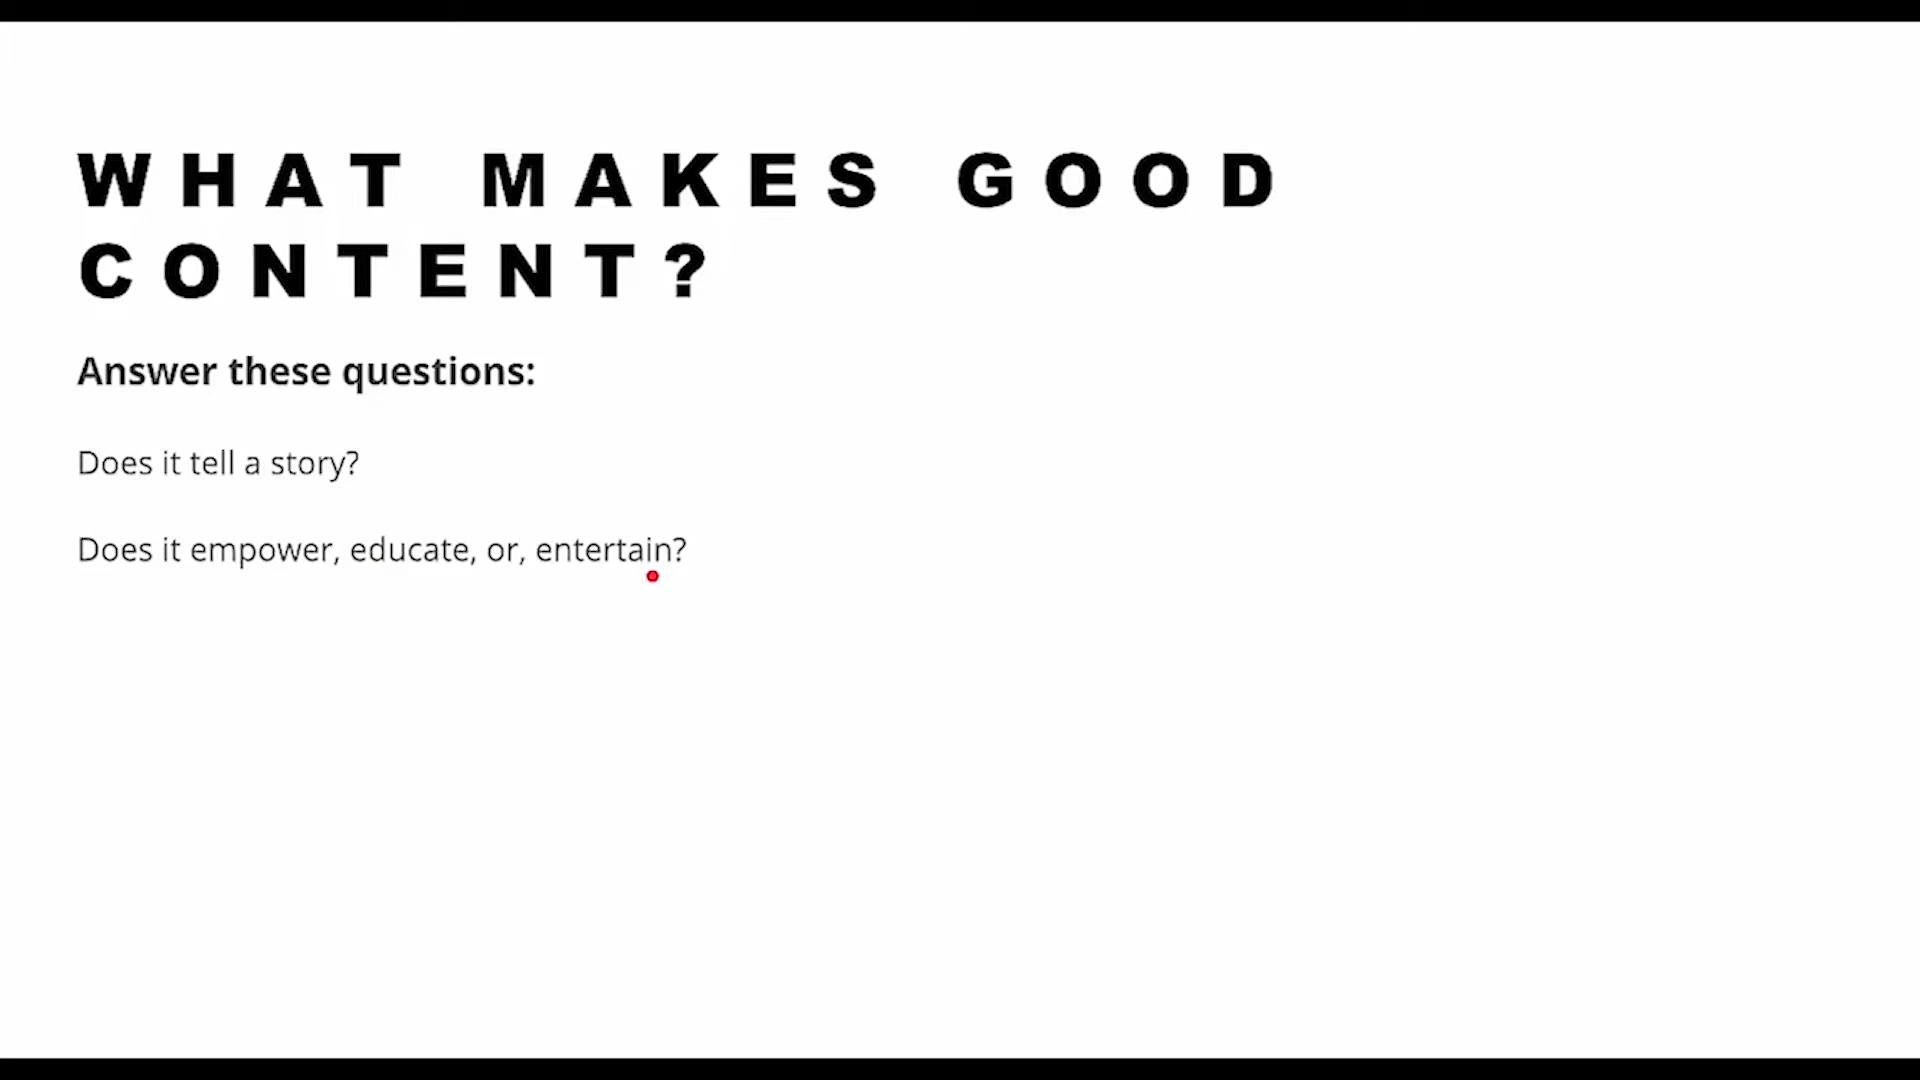 WHAT MAKES GOOD
CONTENT?
Answer these questions:
Does it tell a story?
Does it empower, educate, or, entertain?